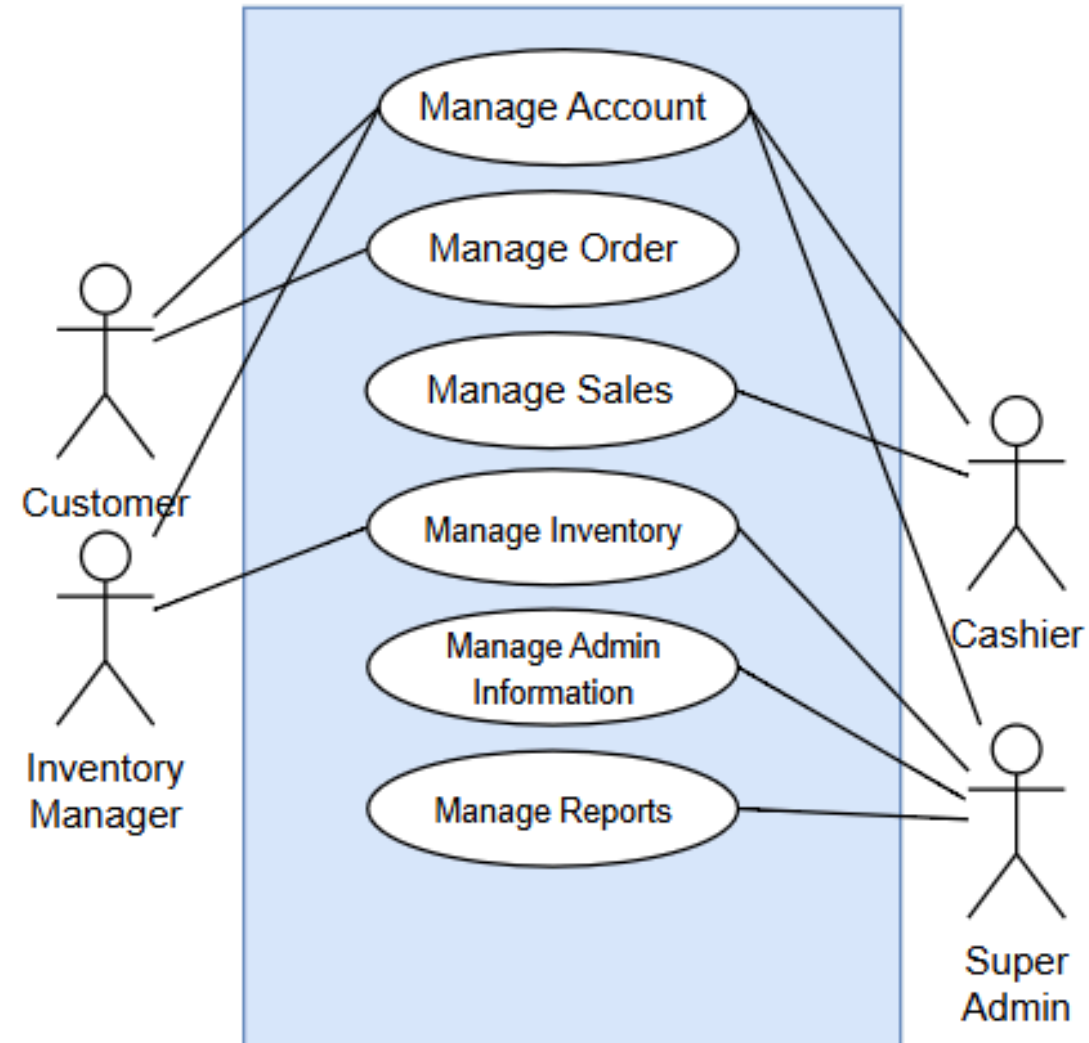 Manage Account
Manage Order
Manage Sales
Customer
Manage Inventory
Cashier
Manage Admin
Information
Inventory
Manager
Manage Reports
Super
Admin